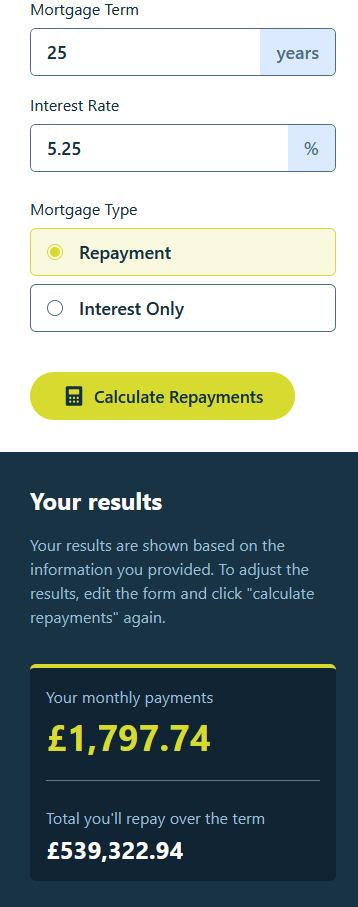 Mortgage Term
25 years
Interest Rate
5.25 %
Mortgage Type
Repayment
Interest Only
Calculate Repayments
Your results
Your results are shown based on the
information you provided. To adjust the
results, edit the form and click "calculate
repayments" again.
Your monthly payments
£1,797.74
Total you'll repay over the term
£539,322.94